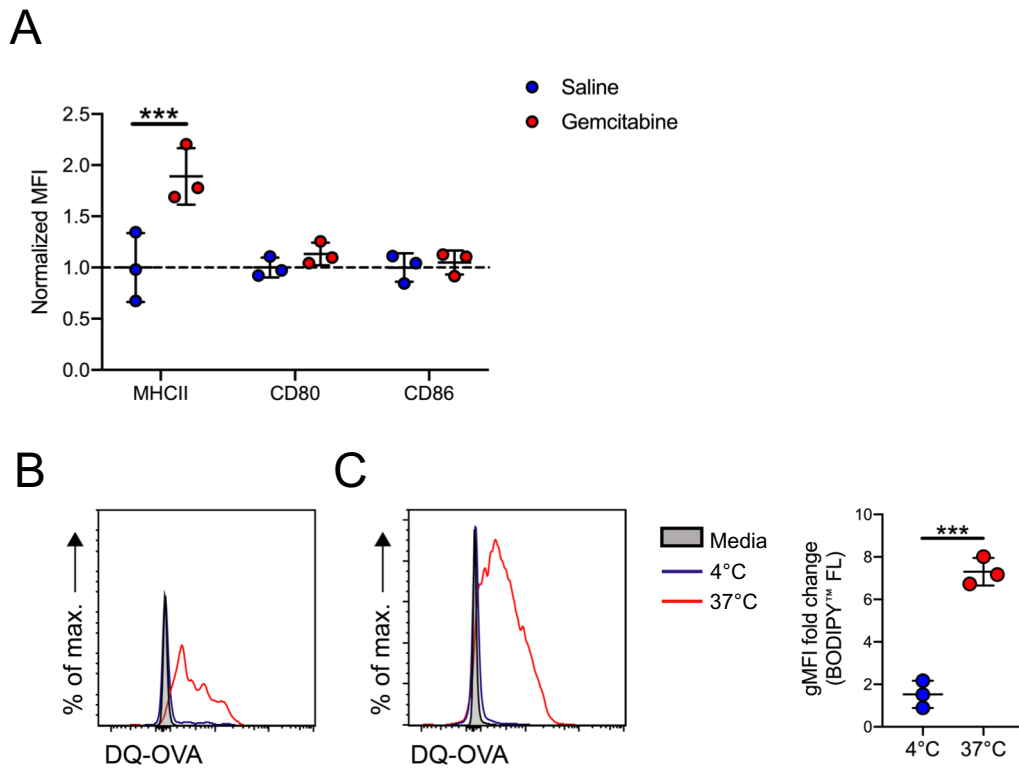 A
Saline
Gemcitabine
***
2.5
2.0
1.5
1.0
0.5
0.0
Normalized MFI
MHCII
CD80
CD86
B
% of max.
DQ-OVA
C
% of max.
DQ-OVA
Media
4°C
37°C
gMFI fold change
(BODIPY™ FL)
10
8
6
4
2
0
***
4°C
37°C